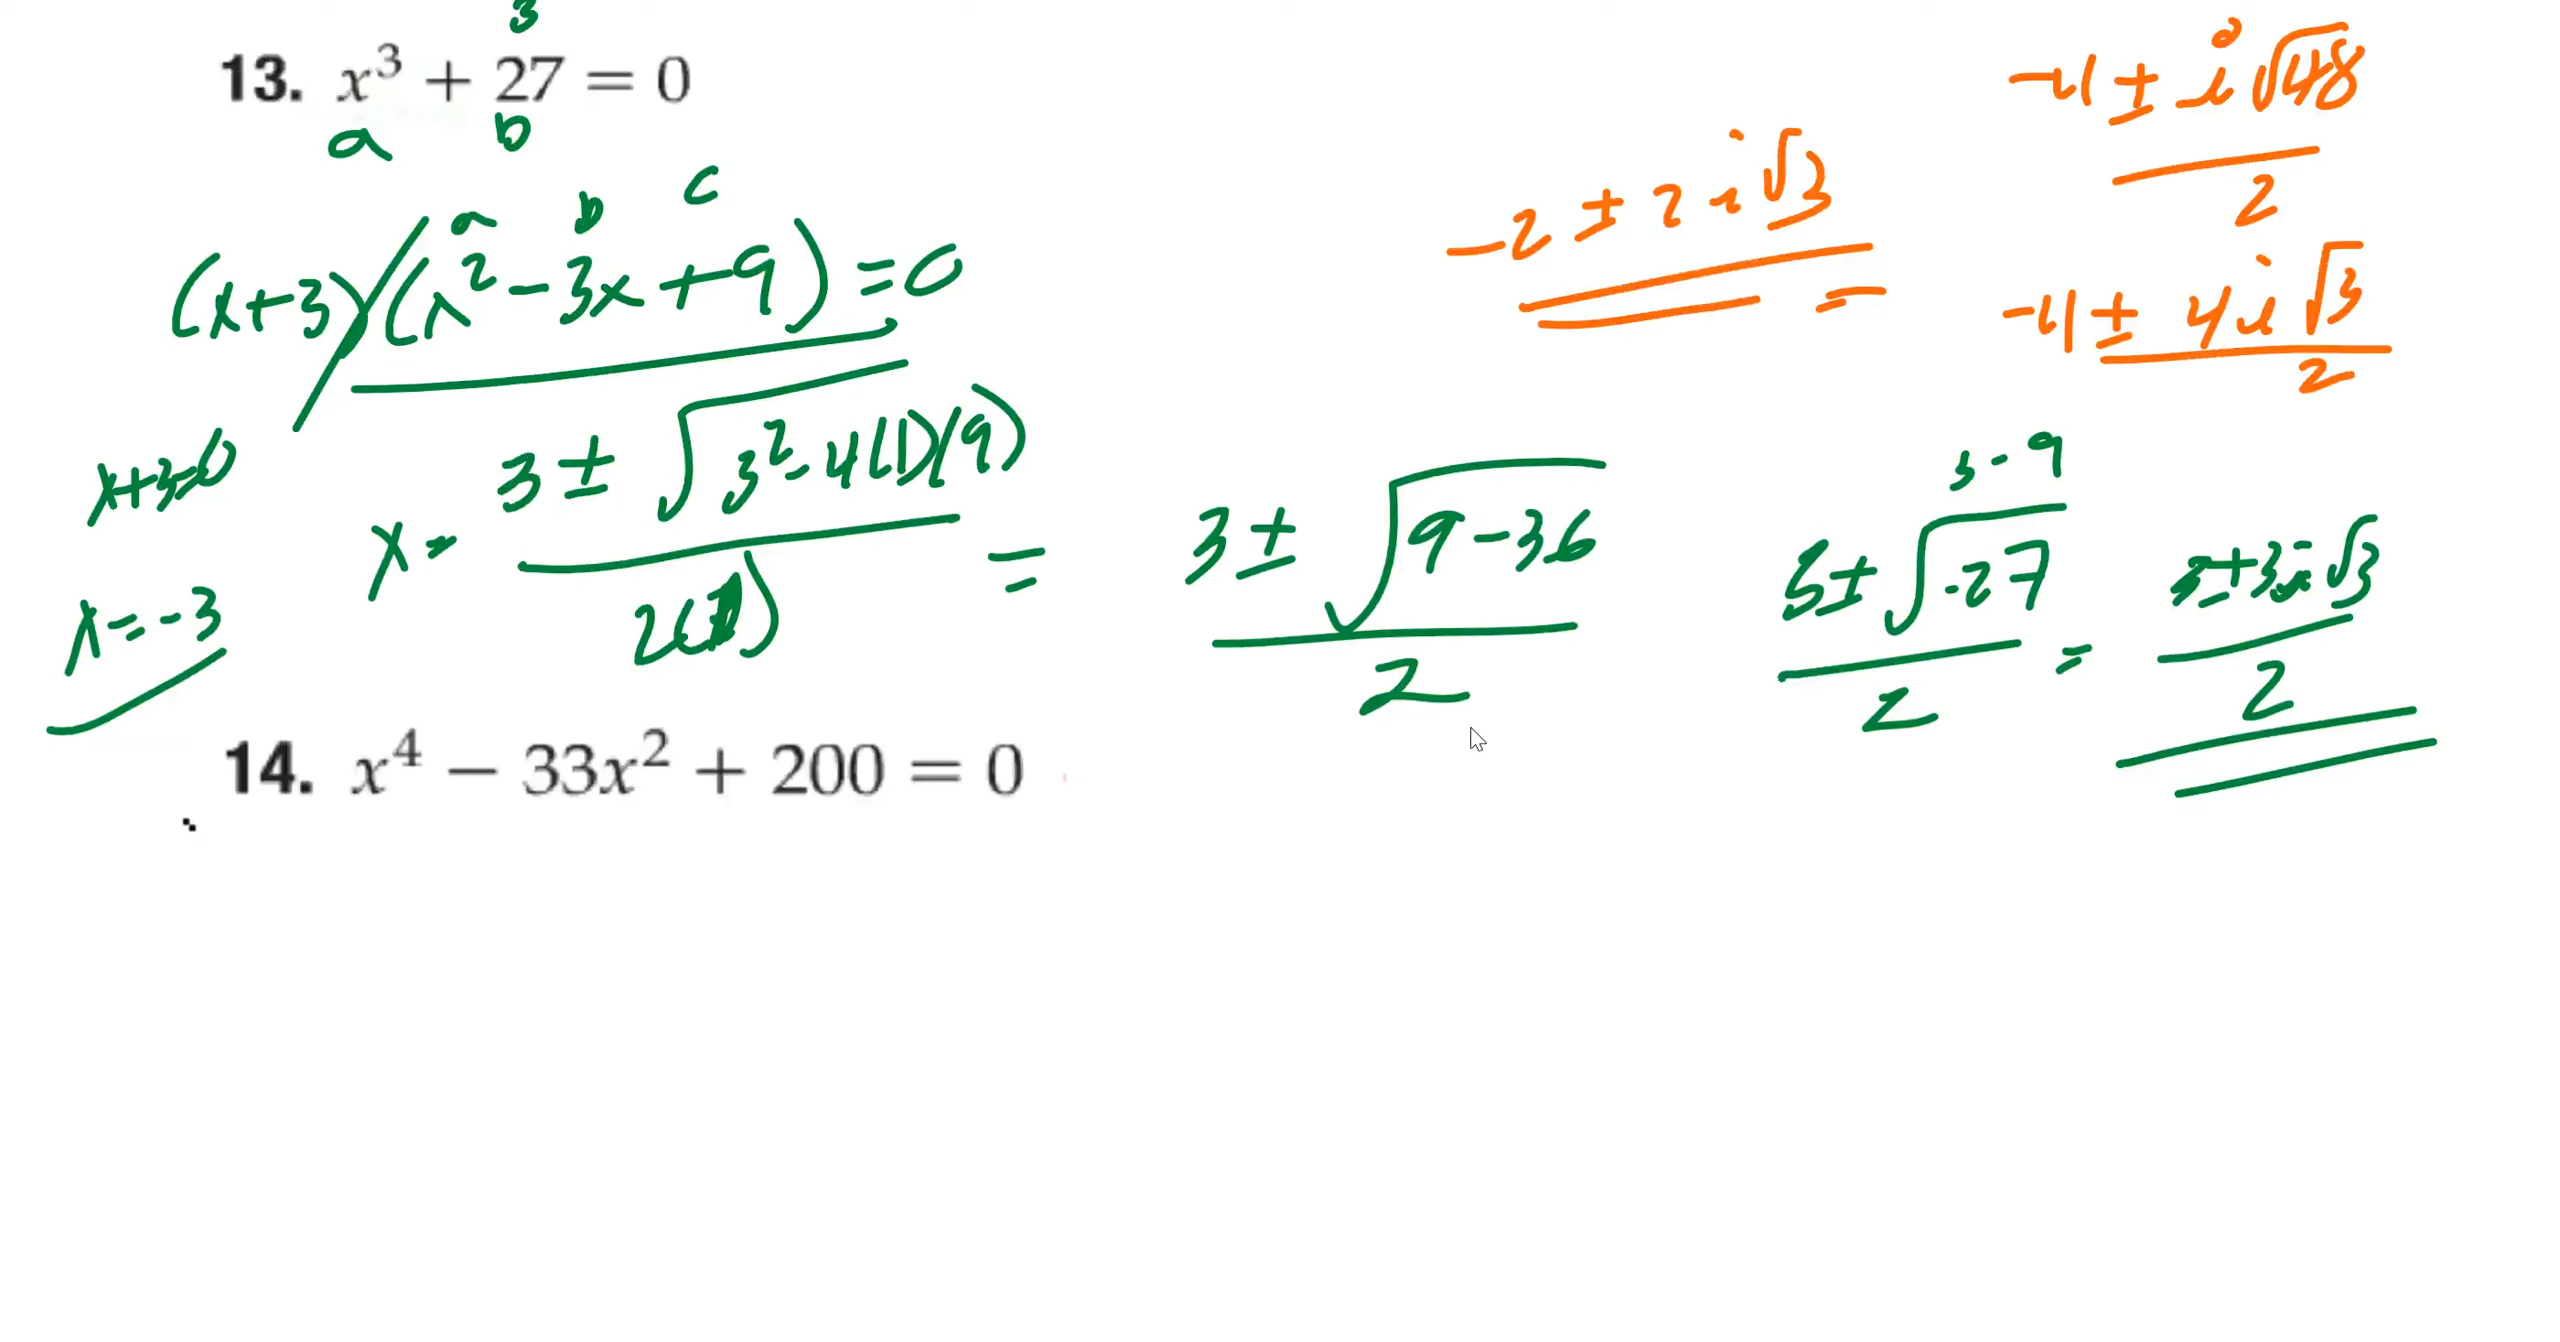 3
13. x³ + 27 = 0
a b
a b c
(x+3)(x²-3x+9)=0
x+3=0
x=-3
x= 3 ± √3²-4(1)(9)
2(1)
=
3 ± √9-36
2
3·9
3 ± √-27
2
=
3±3i√3
2
-4 ± i√48
2
-4 ± 4i√3
2
=
-2 ± 2i√3
14. x⁴ − 33x² + 200 = 0